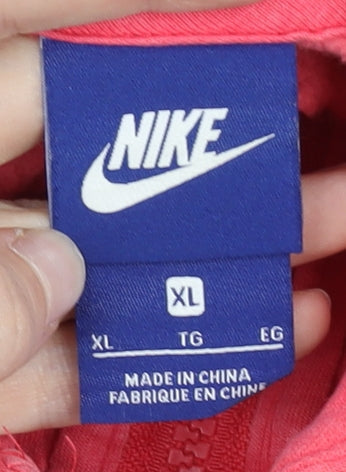 NIKE
XL
XL TG EG
MADE IN CHINA
FABRIQUE EN CHINE